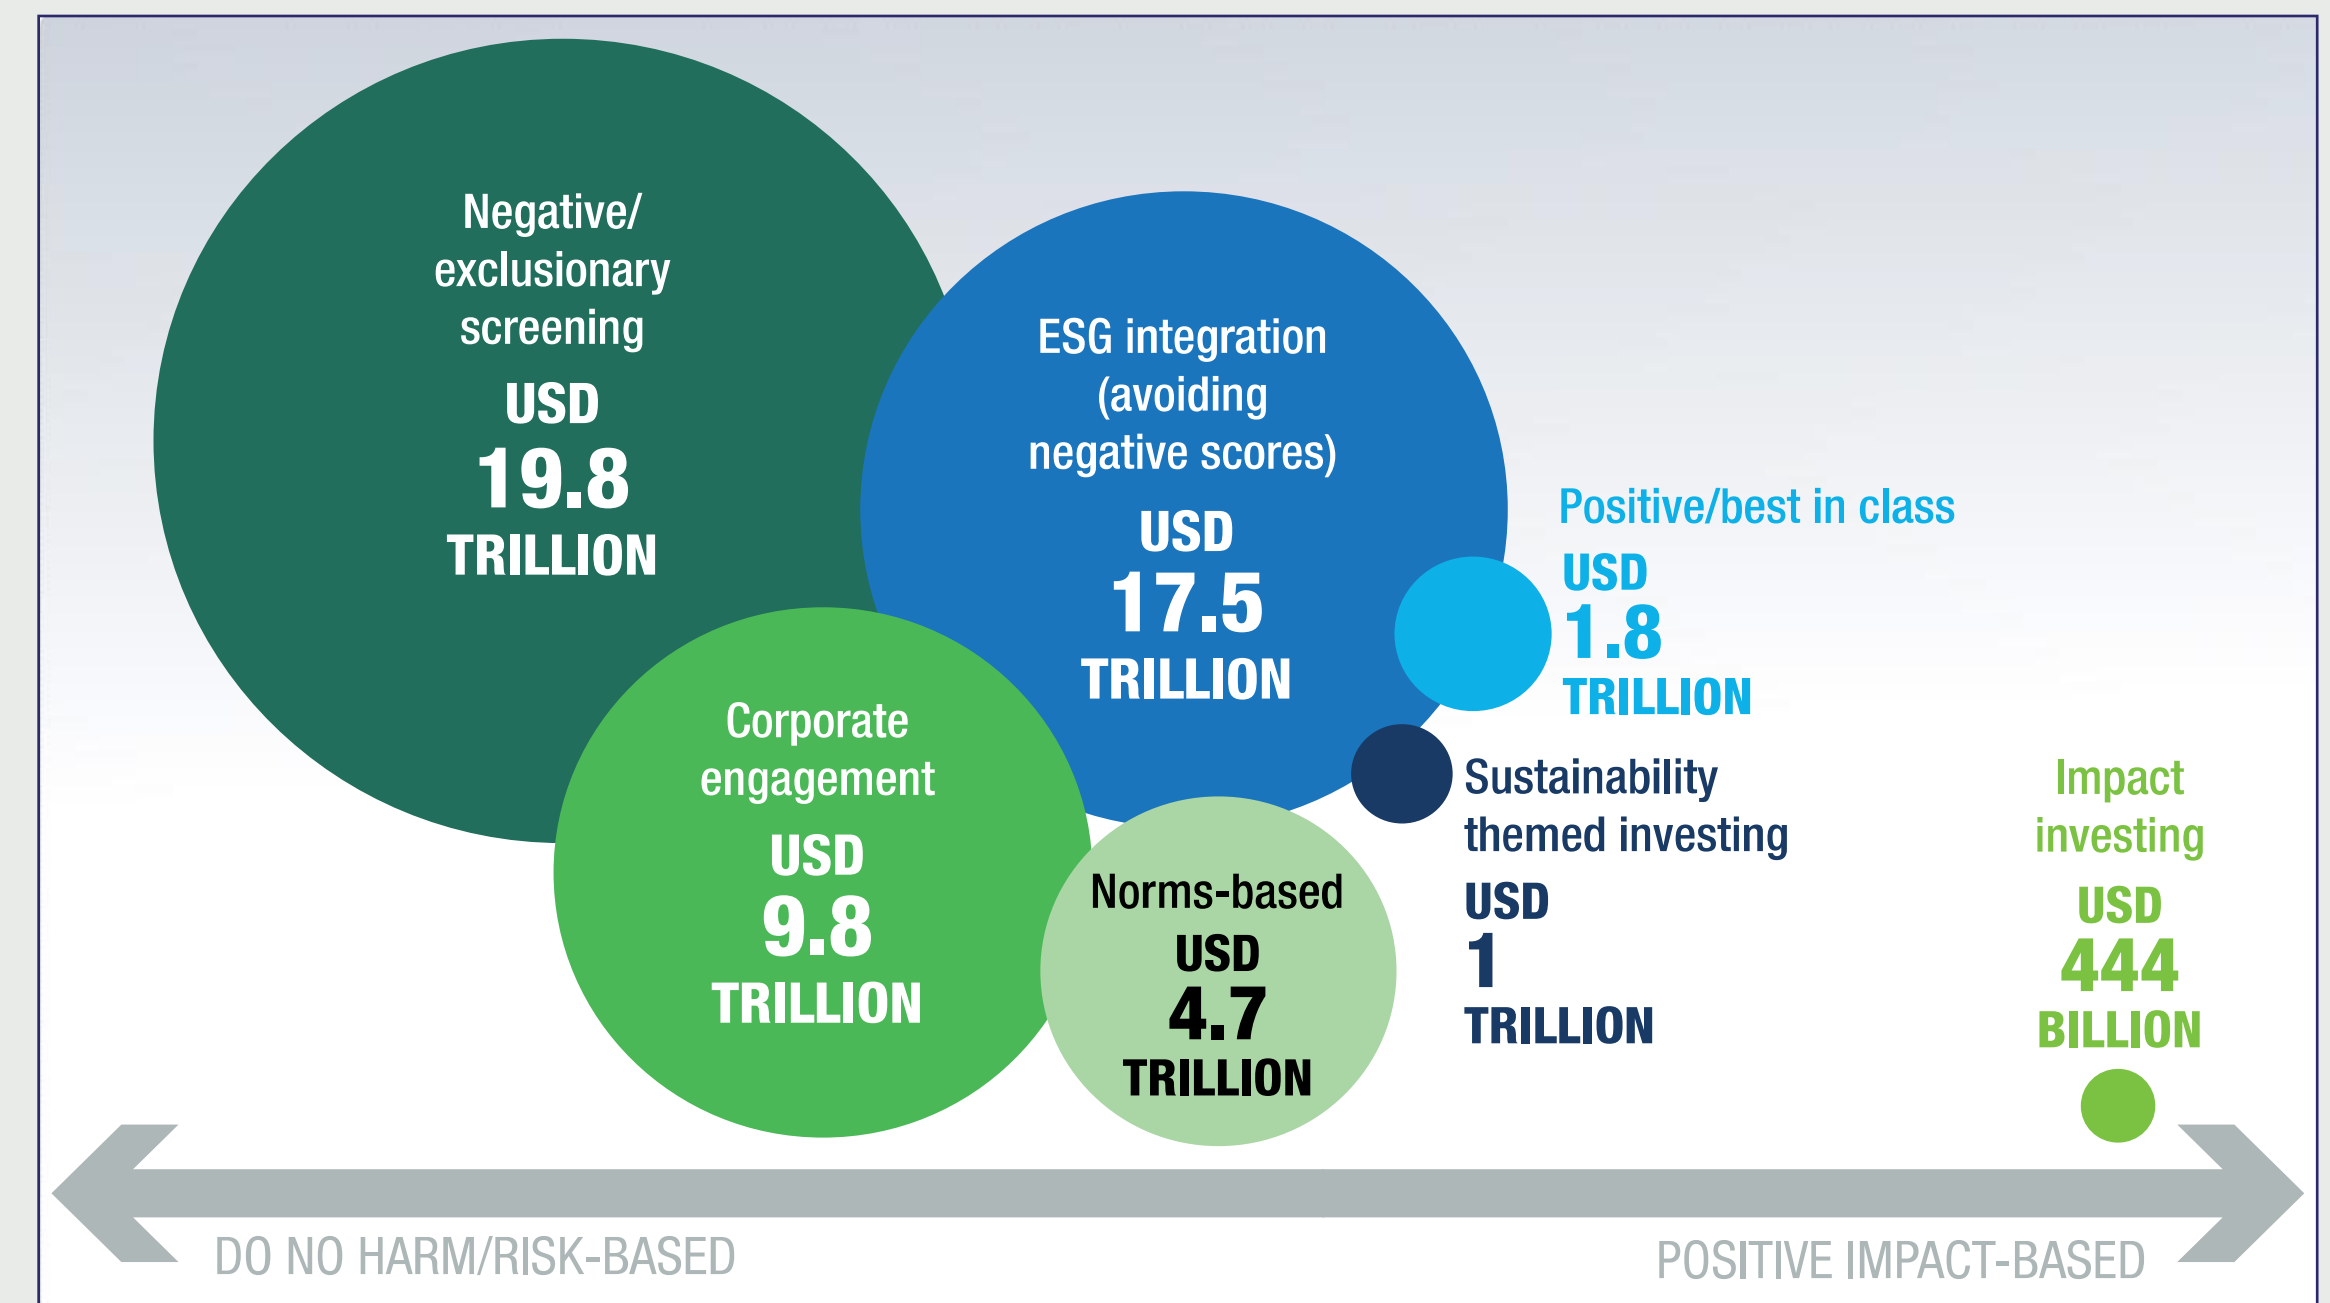 Negative/
exclusionary
screening
USD
19.8
TRILLION
ESG integration
(avoiding
negative scores)
USD
17.5
TRILLION
Positive/best in class
USD
1.8
TRILLION
Corporate
engagement
USD
9.8
TRILLION
Norms-based
USD
4.7
TRILLION
Sustainability
themed investing
USD
1
TRILLION
Impact
investing
USD
444
BILLION
DO NO HARM/RISK-BASED
POSITIVE IMPACT-BASED